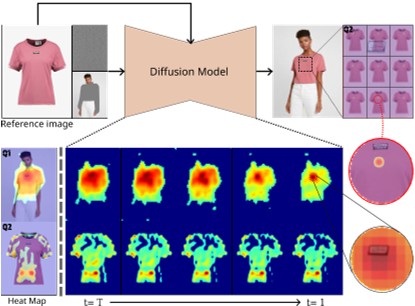 Q2
Diffusion Model
Reference image
Q1
Q2
Heat Map
t= T
t= 1